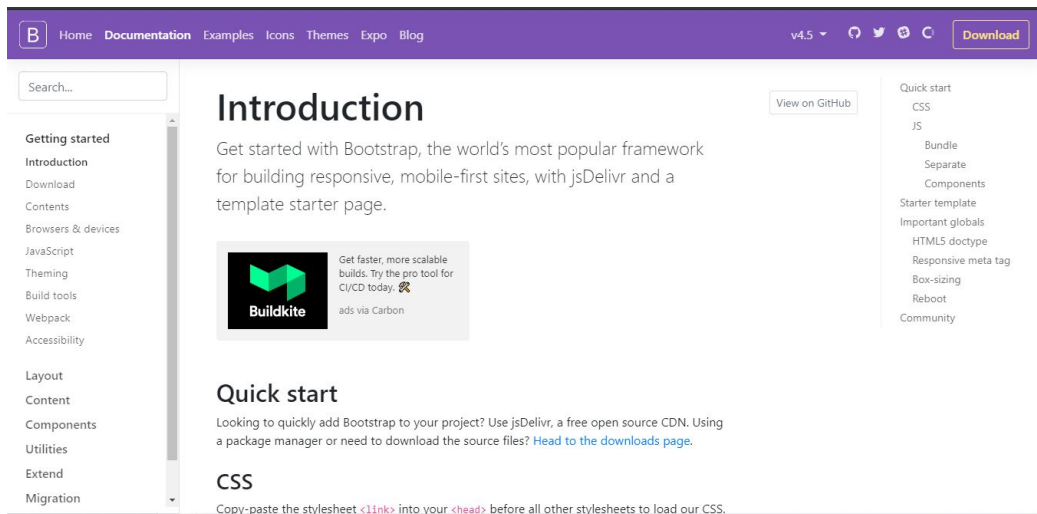 B Home Documentation Examples Icons Themes Expo Blog v4.5 Download
Search...
Getting started
Introduction
Download
Contents
Browsers & devices
JavaScript
Theming
Build tools
Webpack
Accessibility
Layout
Content
Components
Utilities
Extend
Migration
Introduction
View on GitHub
Get started with Bootstrap, the world's most popular framework
for building responsive, mobile-first sites, with jsDelivr and a
template starter page.
Buildkite
Get faster, more scalable
builds. Try the pro tool for
CI/CD today. 🛠
ads via Carbon
Quick start
Looking to quickly add Bootstrap to your project? Use jsDelivr, a free open source CDN. Using
a package manager or need to download the source files? Head to the downloads page.
CSS
Copy-paste the stylesheet <link> into your <head> before all other stylesheets to load our CSS.
Quick start
CSS
JS
Bundle
Separate
Components
Starter template
Important globals
HTML5 doctype
Responsive meta tag
Box-sizing
Reboot
Community